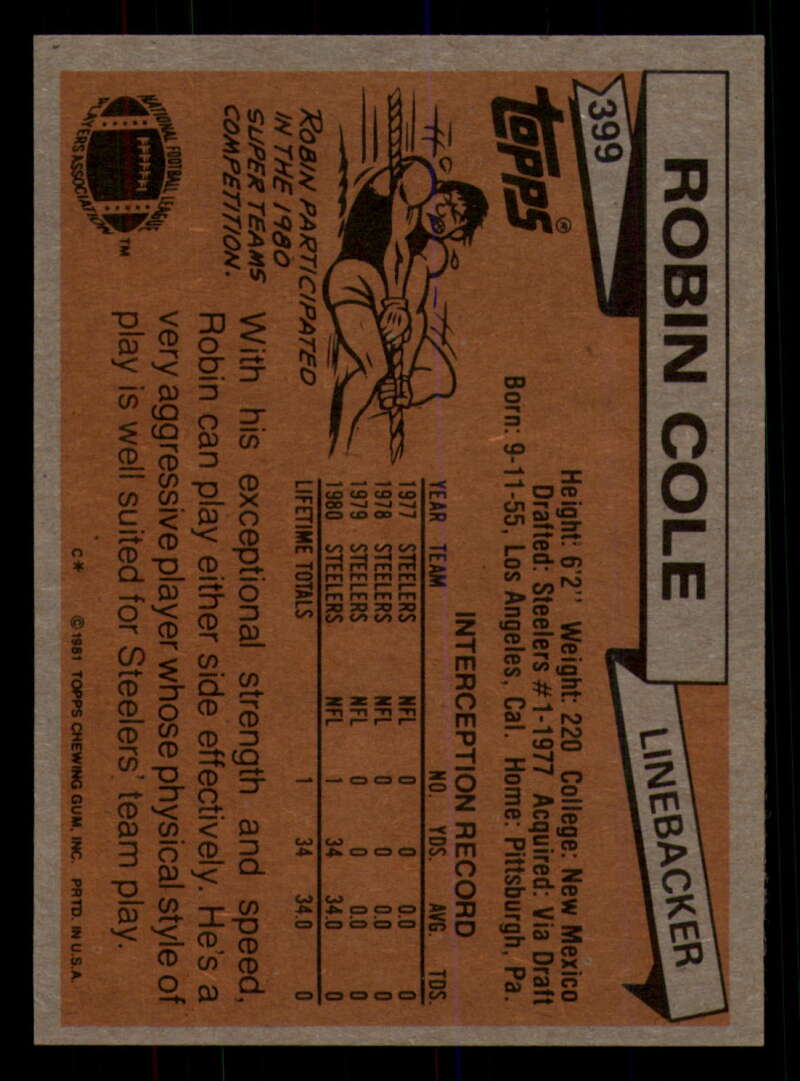 399
ROBIN COLE
LINEBACKER
TOPPS®
Height: 6'2'' Weight: 220 College: New Mexico
Drafted: Steelers #1-1977 Acquired: Via Draft
Born: 9-11-55, Los Angeles, Cal. Home: Pittsburgh, Pa.
INTERCEPTION RECORD
YEAR TEAM NO. YDS. AVG. TDS.
1977 STEELERS NFL 0 0 0.0 0
1978 STEELERS NFL 0 0 0.0 0
1979 STEELERS NFL 0 0 0.0 0
1980 STEELERS NFL 1 34 34.0 0
LIFETIME TOTALS 1 34 34.0 0
ROBIN PARTICIPATED
IN THE 1980
SUPER TEAMS
COMPETITION.
With his exceptional strength and speed,
Robin can play either side effectively. He's a
very aggressive player whose physical style of
play is well suited for Steelers' team play.
NATIONAL FOOTBALL LEAGUE
PLAYERS ASSOCIATION
TM
C* ©1981 TOPPS CHEWING GUM, INC. PRTD. IN U.S.A.